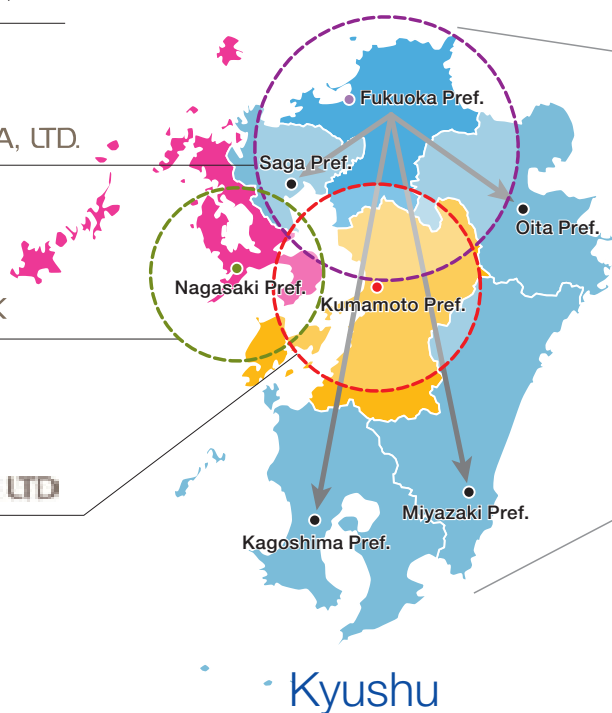 Fukuoka Pref.
A, LTD.
Saga Pref.
Oita Pref.
Nagasaki Pref.
Kumamoto Pref.
K
LTD
Miyazaki Pref.
Kagoshima Pref.
Kyushu